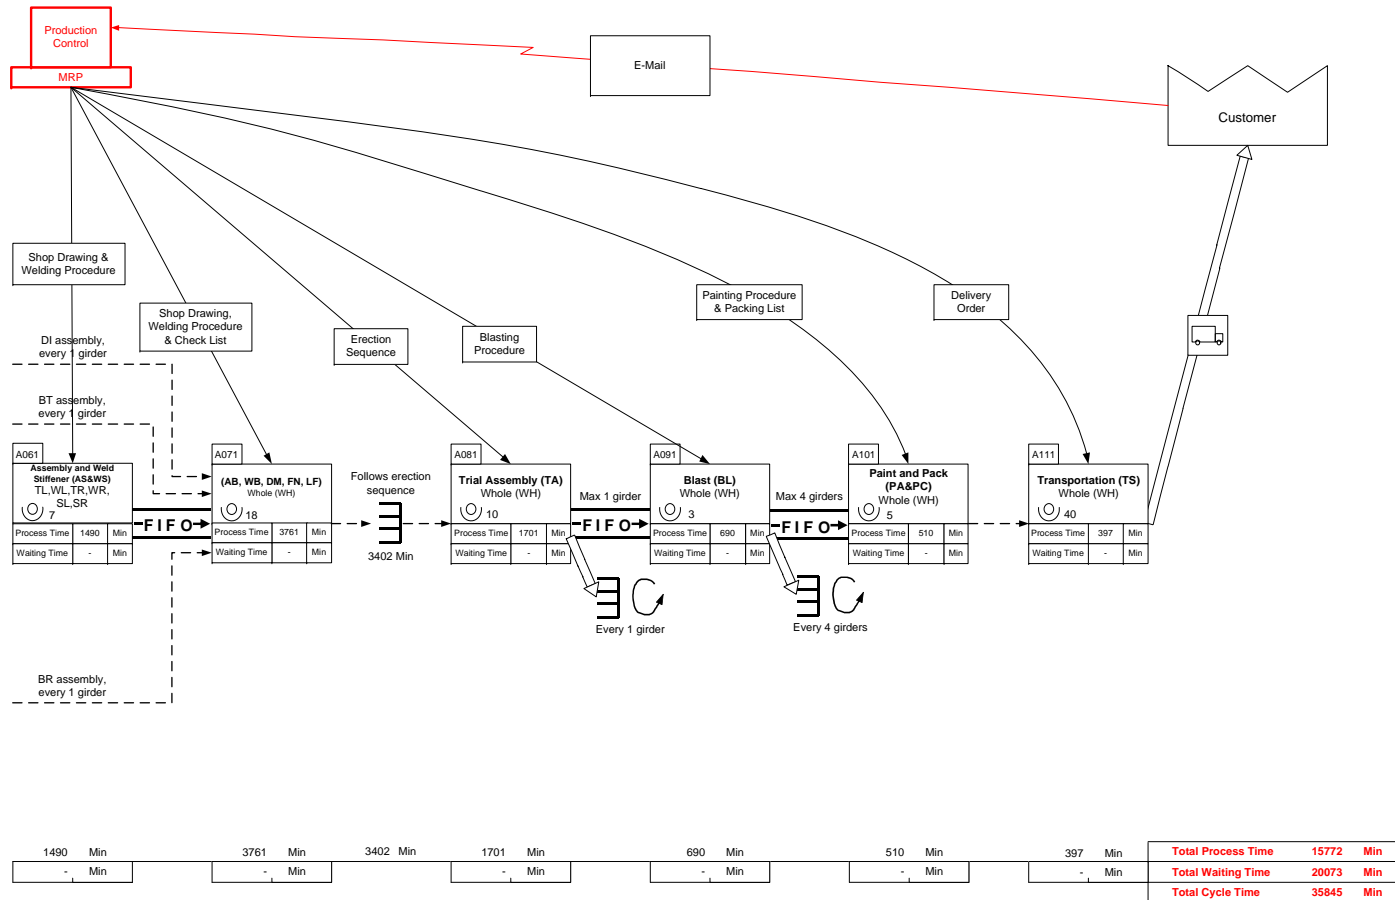 Production
Control
MRP
E-Mail
Customer
Shop Drawing &
Welding Procedure
Shop Drawing,
Welding Procedure
& Check List
Erection
Sequence
Blasting
Procedure
Painting Procedure
& Packing List
Delivery
Order
DI assembly,
every 1 girder
BT assembly,
every 1 girder
A061
Assembly and Weld
Stiffener (AS&WS)
TL,WL,TR,WR,
SL,SR
7
Process Time 1490 Min
Waiting Time - Min
FIFO
A071
(AB, WB, DM, FN, LF)
Whole (WH)
18
Process Time 3761 Min
Waiting Time - Min
Follows erection
sequence
3402 Min
A081
Trial Assembly (TA)
Whole (WH)
10
Process Time 1701 Min
Waiting Time - Min
Max 1 girder
FIFO
Every 1 girder
A091
Blast (BL)
Whole (WH)
3
Process Time 690 Min
Waiting Time - Min
Max 4 girders
FIFO
Every 4 girders
A101
Paint and Pack
(PA&PC)
Whole (WH)
5
Process Time 510 Min
Waiting Time - Min
A111
Transportation (TS)
Whole (WH)
40
Process Time 397 Min
Waiting Time - Min
BR assembly,
every 1 girder
1490 Min 3761 Min 3402 Min 1701 Min 690 Min 510 Min 397 Min Total Process Time 15772 Min
- Min - Min - Min - Min - Min - Min Total Waiting Time 20073 Min
Total Cycle Time 35845 Min